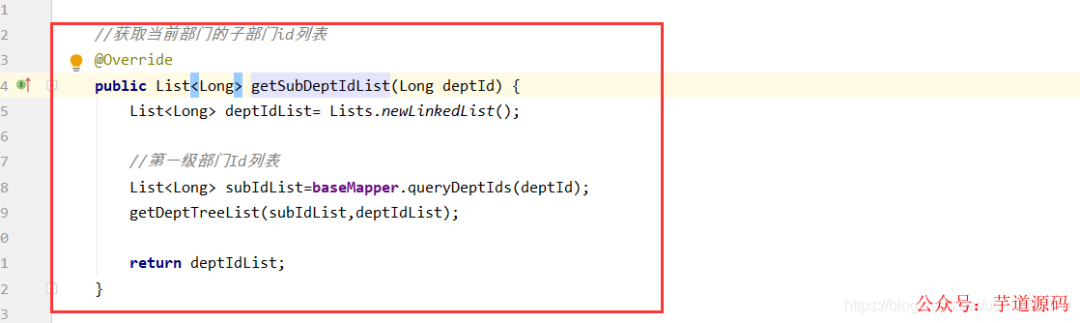 1
2 //获取当前部门的子部门id列表
3 @Override
4 public List<Long> getSubDeptIdList(Long deptId) {
5 List<Long> deptIdList= Lists.newLinkedList();
6
7 //第一级部门Id列表
8 List<Long> subIdList=baseMapper.queryDeptIds(deptId);
9 getDeptTreeList(subIdList,deptIdList);
0
1 return deptIdList;
2 }
3
https://blog
公众号：芋道源码